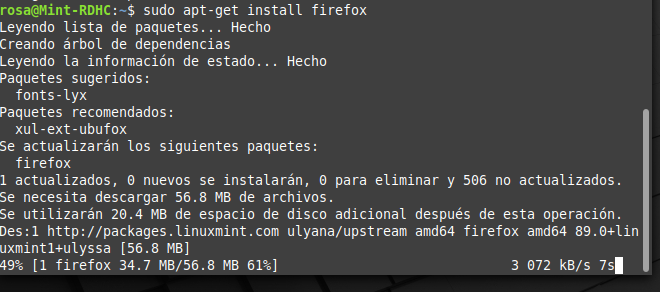 rosa@Mint-RDHC:~$ sudo apt-get install firefox
Leyendo lista de paquetes... Hecho
Creando árbol de dependencias
Leyendo la información de estado... Hecho
Paquetes sugeridos:
  fonts-lyx
Paquetes recomendados:
  xul-ext-ubufox
Se actualizarán los siguientes paquetes:
  firefox
1 actualizados, 0 nuevos se instalarán, 0 para eliminar y 506 no actualizados.
Se necesita descargar 56.8 MB de archivos.
Se utilizarán 20.4 MB de espacio de disco adicional después de esta operación.
Des:1 http://packages.linuxmint.com ulyana/upstream amd64 firefox amd64 89.0+lin
uxmint1+ulyssa [56.8 MB]
49% [1 firefox 34.7 MB/56.8 MB 61%] 3 072 kB/s 7s